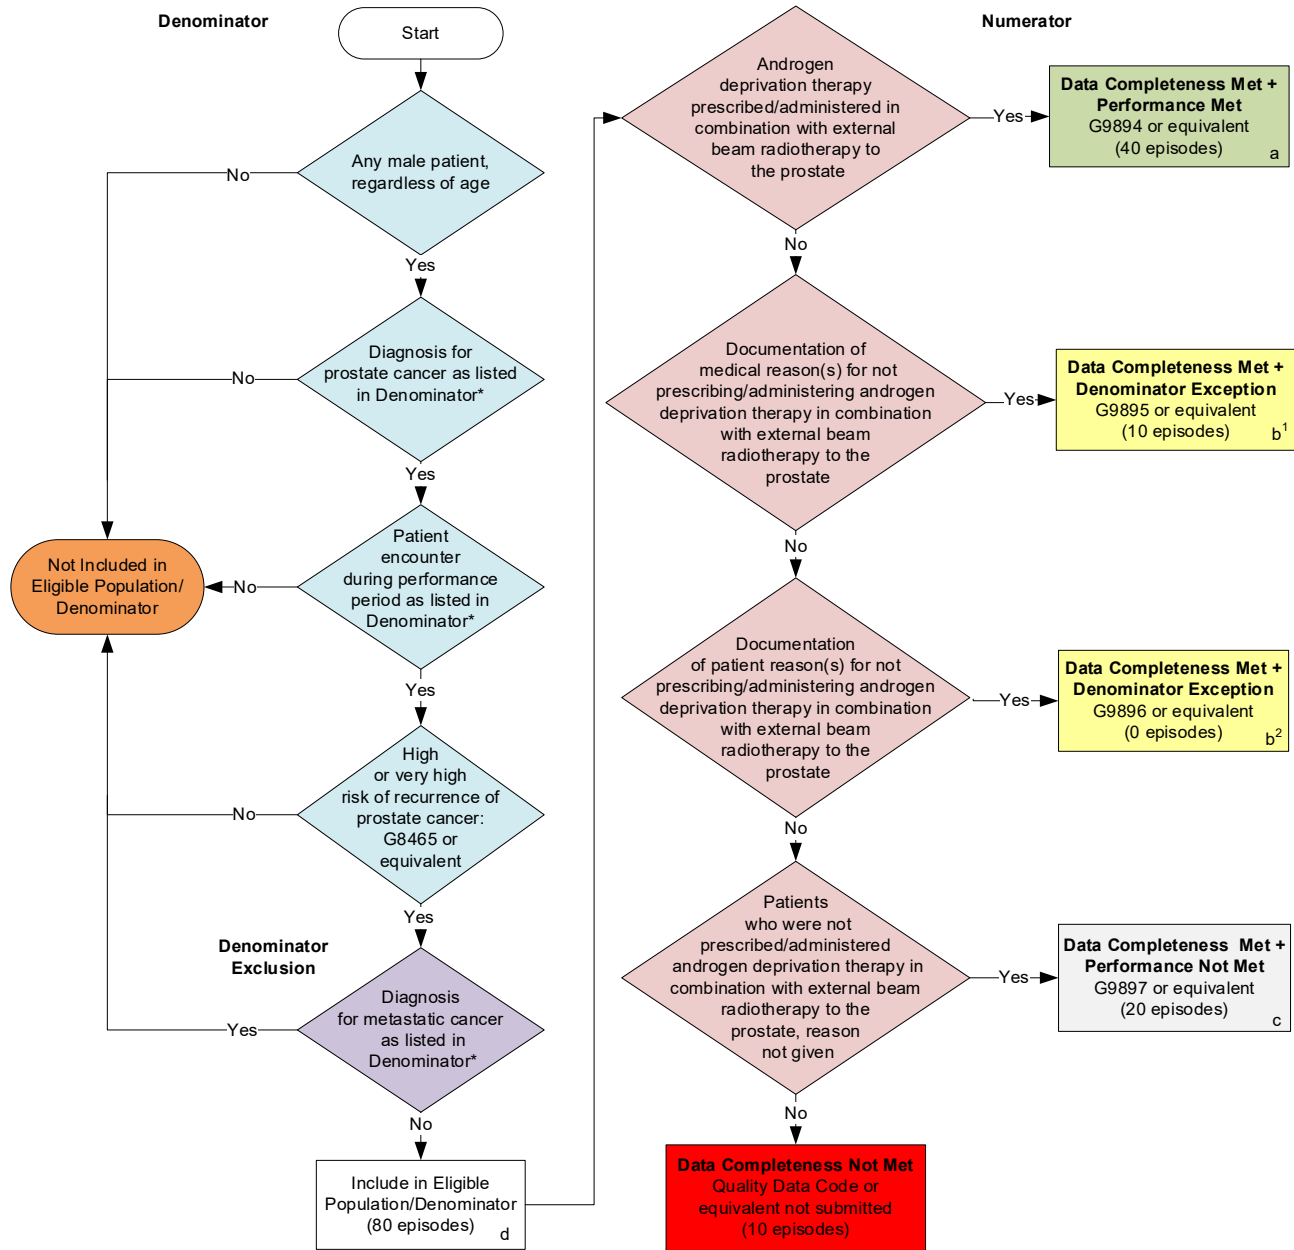 Denominator
Start
Any male patient,
regardless of age
No
Yes
Diagnosis for
prostate cancer as listed
in Denominator*
No
Yes
Patient
encounter
during performance
period as listed in
Denominator*
No
Not Included in
Eligible Population/
Denominator
Yes
High
or very high
risk of recurrence of
prostate cancer:
G8465 or
equivalent
No
Yes
Denominator
Exclusion
Diagnosis
for metastatic cancer
as listed in
Denominator*
Yes
No
Include in Eligible
Population/Denominator
(80 episodes)
d
Numerator
Androgen
deprivation therapy
prescribed/administered in
combination with external
beam radiotherapy to
the prostate
Yes
Data Completeness Met +
Performance Met
G9894 or equivalent
(40 episodes)
a
No
Documentation of
medical reason(s) for not
prescribing/administering androgen
deprivation therapy in combination
with external beam
radiotherapy to the
prostate
Yes
Data Completeness Met +
Denominator Exception
G9895 or equivalent
(10 episodes)
b¹
No
Documentation
of patient reason(s) for not
prescribing/administering androgen
deprivation therapy in combination
with external beam
radiotherapy to the
prostate
Yes
Data Completeness Met +
Denominator Exception
G9896 or equivalent
(0 episodes)
b²
No
Patients
who were not
prescribed/administered
androgen deprivation therapy in
combination with external beam
radiotherapy to the
prostate, reason
not given
Yes
Data Completeness Met +
Performance Not Met
G9897 or equivalent
(20 episodes)
c
No
Data Completeness Not Met
Quality Data Code or
equivalent not submitted
(10 episodes)